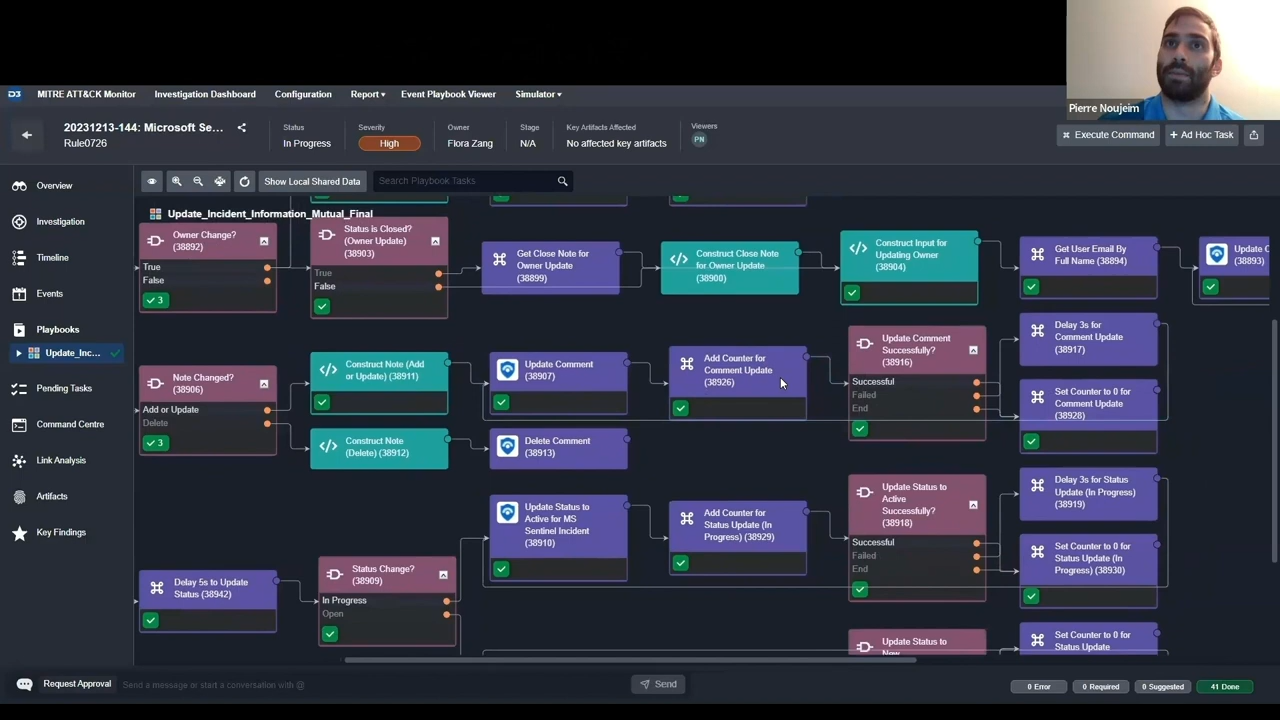 Pierre Noujeim
D3
MITRE ATT&CK Monitor
Investigation Dashboard
Configuration
Report
Event Playbook Viewer
Simulator
20231213-144: Microsoft Se...
Rule0726
Status
In Progress
Severity
High
Owner
Flora Zang
Stage
N/A
Key Artifacts Affected
No affected key artifacts
Viewers
PN
Execute Command
+ Ad Hoc Task
Show Local Shared Data
Search Playbook Tasks
Overview
Investigation
Timeline
Events
Playbooks
Update_Inc...
Pending Tasks
Command Centre
Link Analysis
Artifacts
Key Findings
Update_Incident_Information_Mutual_Final
Owner Change?
(38892)
True
False
3
Status is Closed?
(Owner Update)
(38903)
True
False
Get Close Note for
Owner Update
(38899)
Construct Close Note
for Owner Update
(38900)
Construct Input for
Updating Owner
(38904)
Get User Email By
Full Name (38894)
Update O
(38893)
Note Changed?
(38906)
Add or Update
Delete
3
Construct Note (Add
or Update) (38911)
Update Comment
(38907)
Add Counter for
Comment Update
(38926)
Update Comment
Successfully?
(38916)
Successful
Failed
End
Delay 3s for
Comment Update
(38917)
Set Counter to 0 for
Comment Update
(38928)
Construct Note
(Delete) (38912)
Delete Comment
(38913)
Update Status to
Active for MS
Sentinel Incident
(38910)
Add Counter for
Status Update (In
Progress) (38929)
Update Status to
Active
Successfully?
(38918)
Successful
Failed
End
Delay 3s for Status
Update (In Progress)
(38919)
Set Counter to 0 for
Status Update (In
Progress) (38930)
Delay 5s to Update
Status (38942)
Status Change?
(38909)
In Progress
Open
Update Status to
New
Set Counter to 0 for
Status Update
Request Approval
Send a message or start a conversation with @
Send
0 Error
0 Required
0 Suggested
41 Done